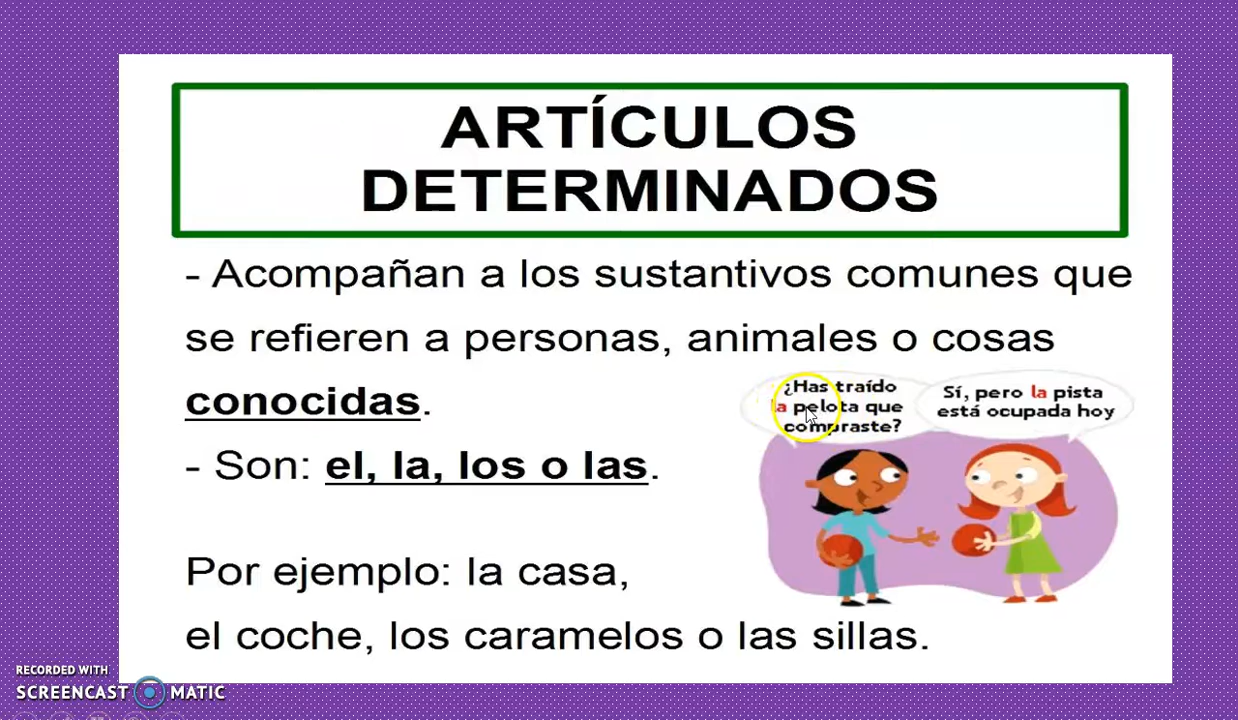 ARTÍCULOS
DETERMINADOS
- Acompañan a los sustantivos comunes que
se refieren a personas, animales o cosas
conocidas.
- Son: el, la, los o las.
¿Has traído
la pelota que
compraste?
Sí, pero la pista
está ocupada hoy
Por ejemplo: la casa,
el coche, los caramelos o las sillas.
RECORDED WITH
SCREENCAST MATIC